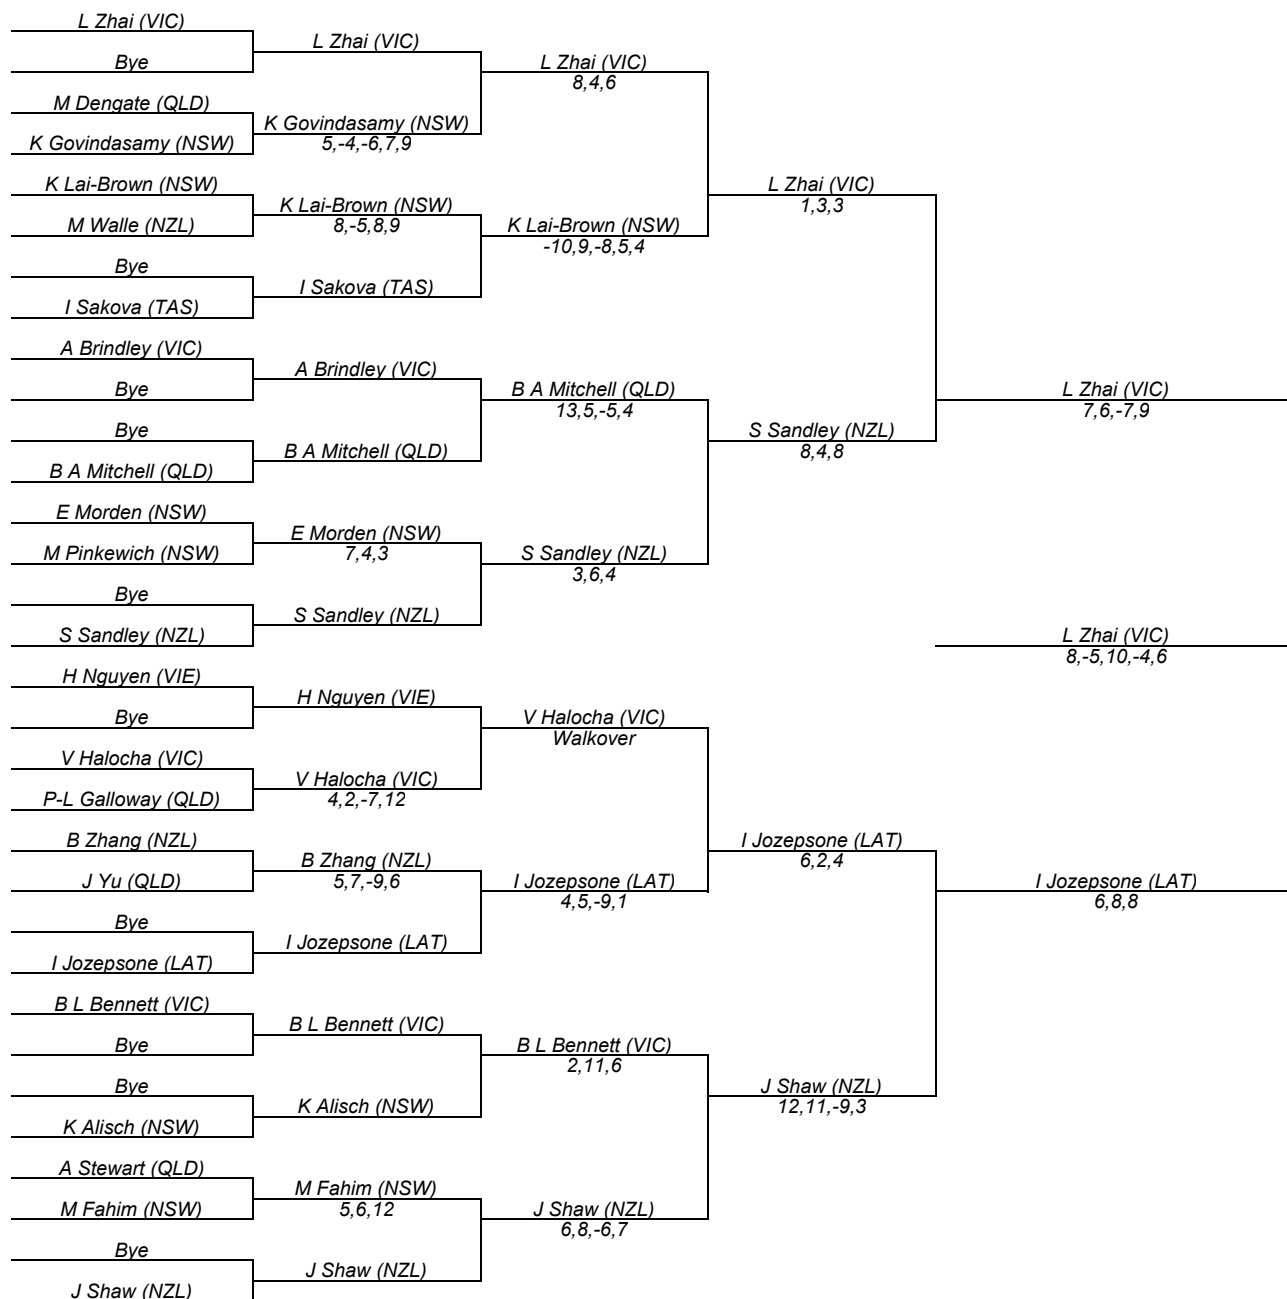 L Zhai (VIC)
Bye
M Dengate (QLD)
K Govindasamy (NSW)
K Lai-Brown (NSW)
M Walle (NZL)
Bye
I Sakova (TAS)
A Brindley (VIC)
Bye
Bye
B A Mitchell (QLD)
E Morden (NSW)
M Pinkewich (NSW)
Bye
S Sandley (NZL)
H Nguyen (VIE)
Bye
V Halocha (VIC)
P-L Galloway (QLD)
B Zhang (NZL)
J Yu (QLD)
Bye
I Jozepsone (LAT)
B L Bennett (VIC)
Bye
Bye
K Alisch (NSW)
A Stewart (QLD)
M Fahim (NSW)
Bye
J Shaw (NZL)
L Zhai (VIC)
K Govindasamy (NSW)
5,-4,-6,7,9
K Lai-Brown (NSW)
8,-5,8,9
I Sakova (TAS)
A Brindley (VIC)
B A Mitchell (QLD)
E Morden (NSW)
7,4,3
S Sandley (NZL)
H Nguyen (VIE)
V Halocha (VIC)
4,2,-7,12
B Zhang (NZL)
5,7,-9,6
I Jozepsone (LAT)
B L Bennett (VIC)
K Alisch (NSW)
M Fahim (NSW)
5,6,12
J Shaw (NZL)
L Zhai (VIC)
8,4,6
K Lai-Brown (NSW)
-10,9,-8,5,4
B A Mitchell (QLD)
13,5,-5,4
S Sandley (NZL)
3,6,4
V Halocha (VIC)
Walkover
I Jozepsone (LAT)
4,5,-9,1
B L Bennett (VIC)
2,11,6
J Shaw (NZL)
6,8,-6,7
L Zhai (VIC)
1,3,3
S Sandley (NZL)
8,4,8
I Jozepsone (LAT)
6,2,4
J Shaw (NZL)
12,11,-9,3
L Zhai (VIC)
7,6,-7,9
I Jozepsone (LAT)
6,8,8
L Zhai (VIC)
8,-5,10,-4,6